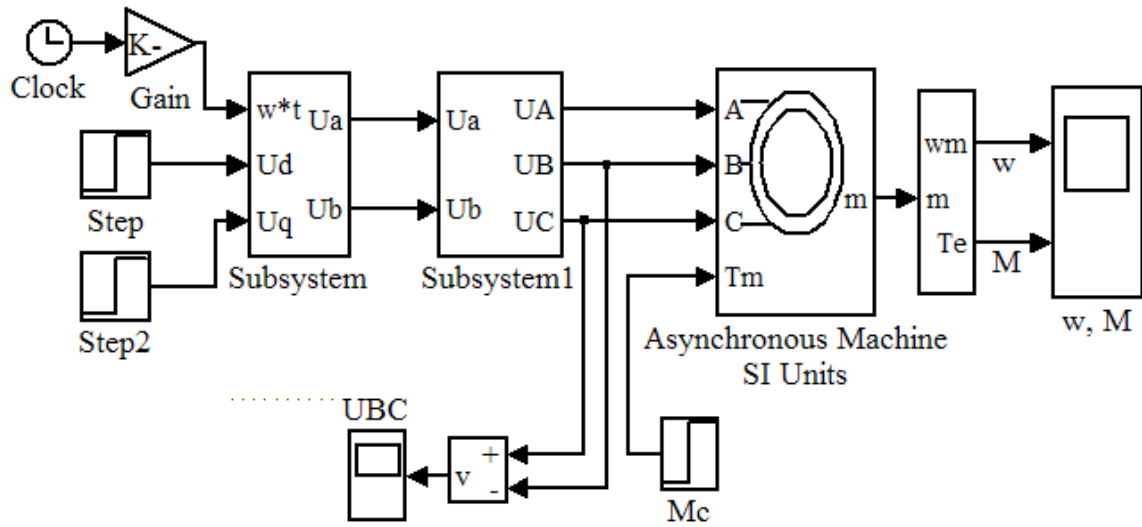 K-
Clock
Gain
w*t
Ud
Uq
Ua
Ub
Subsystem
Step
Step2
Ua
Ub
UA
UB
UC
Subsystem1
A
B
C
Tm
m
Asynchronous Machine
SI Units
m
wm
Te
w
M
w, M
UBC
v
+
-
Mc